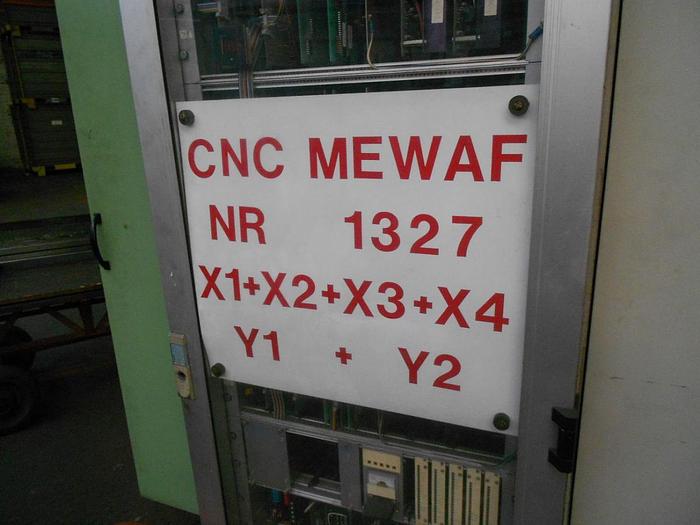 CNC MEWAF
NR 1327
X1+X2+X3+X4
Y1 + Y2